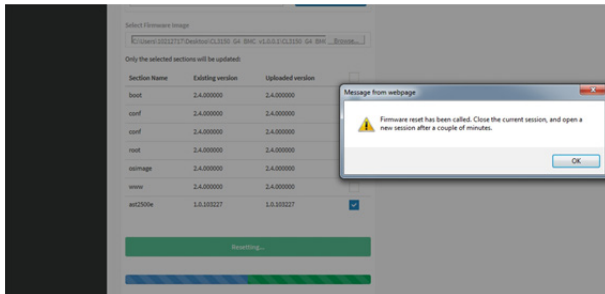 Select Firmware Image
Browse...
Only the selected sections will be updated:
Section Name Existing version Uploaded version
boot 2.4.000000 2.4.000000
conf 2.4.000000 2.4.000000
conf 2.4.000000 2.4.000000
root 2.4.000000 2.4.000000
osimage 2.4.000000 2.4.000000
www 2.4.000000 2.4.000000
ast2500e 1.0.103227 1.0.103227
Resetting...
Message from webpage
Firmware reset has been called. Close the current session, and open a
new session after a couple of minutes.
OK